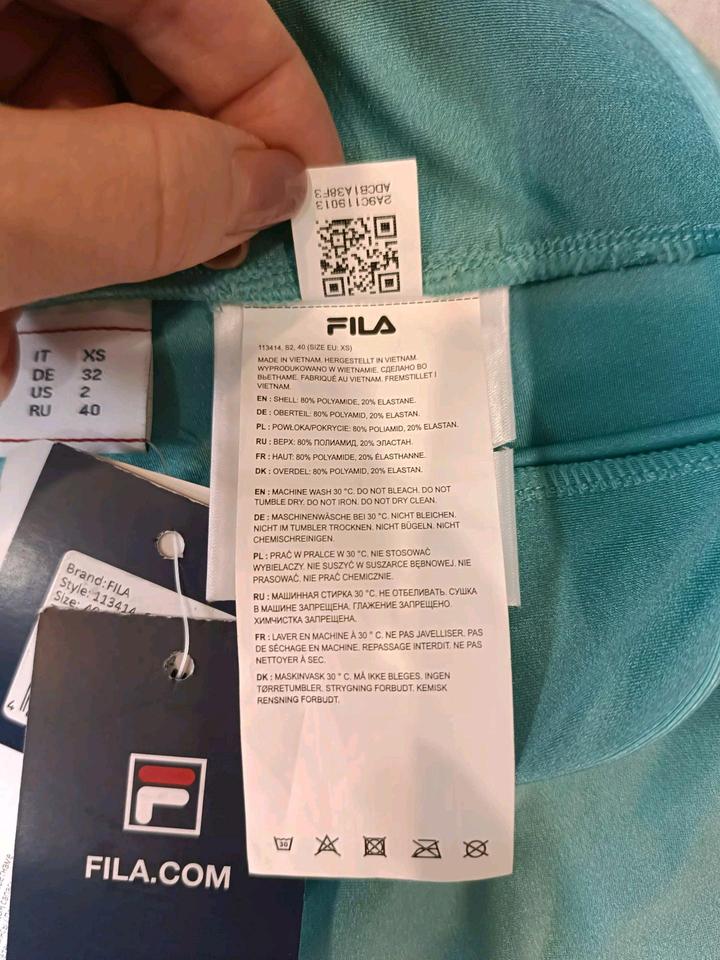 2A9C119013
ADCB1A38F3
FILA
113414, S2, 40 (SIZE EU: XS)
MADE IN VIETNAM. HERGESTELLT IN VIETNAM.
WYPRODUKOWANO W WIETNAMIE. СДЕЛАНО ВО
ВЬЕТНАМЕ. FABRIQUÉ AU VIETNAM. FREMSTILLET I
VIETNAM.
EN : SHELL: 80% POLYAMIDE, 20% ELASTANE.
DE : OBERTEIL: 80% POLYAMID, 20% ELASTAN.
PL : POWŁOKA/POKRYCIE: 80% POLIAMID, 20% ELASTAN.
RU : ВЕРХ: 80% ПОЛИАМИД, 20% ЭЛАСТАН.
FR : HAUT: 80% POLYAMIDE, 20% ÉLASTHANNE.
DK : OVERDEL: 80% POLYAMID, 20% ELASTAN.
EN : MACHINE WASH 30 °C. DO NOT BLEACH. DO NOT
TUMBLE DRY. DO NOT IRON. DO NOT DRY CLEAN.
DE : MASCHINENWÄSCHE BEI 30 °C. NICHT BLEICHEN.
NICHT IM TUMBLER TROCKNEN. NICHT BÜGELN. NICHT
CHEMISCHREIGNEN.
PL : PRAĆ W PRALCE W 30 °C. NIE STOSOWAĆ
WYBIELACZY. NIE SUSZYĆ W SUSZARCE BĘBNOWEJ. NIE
PRASOWAĆ. NIE PRAĆ CHEMICZNIE.
RU : МАШИННАЯ СТИРКА 30 °C. НЕ ОТБЕЛИВАТЬ. СУШКА
В МАШИНЕ ЗАПРЕЩЕНА. ГЛАЖЕНИЕ ЗАПРЕЩЕНО.
ХИМЧИСТКА ЗАПРЕЩЕНА.
FR : LAVER EN MACHINE À 30 ° C. NE PAS JAVELLISER. PAS
DE SÉCHAGE EN MACHINE. REPASSAGE INTERDIT. NE PAS
NETTOYER À SEC.
DK : MASKINVASK 30 ° C. MÅ IKKE BLEGES. INGEN
TØRRETUMBLER, STRYGNING FORBUDT. KEMISK
RENSNING FORBUDT.
30
IT XS
DE 32
US 2
RU 40
Brand: FILA
Style: 113414
Size: 40
4
FILA.COM